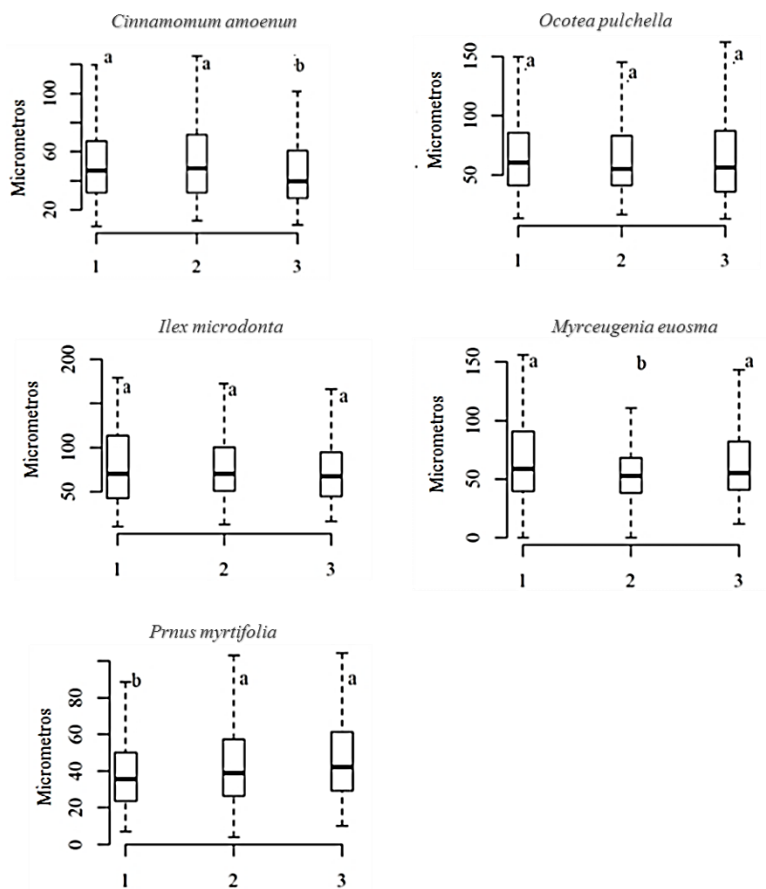 Cinnamomum amoenun
Micrometros
100
60
20
a
a
b
1 2 3
Ocotea pulchella
Micrometros
150
100
50
a
a
a
1 2 3
Ilex microdonta
Micrometros
200
100
50
a
a
a
1 2 3
Myrceugenia euosma
Micrometros
150
100
50
0
a
b
a
1 2 3
Prnus myrtifolia
Micrometros
80
60
40
20
0
b
a
a
1 2 3